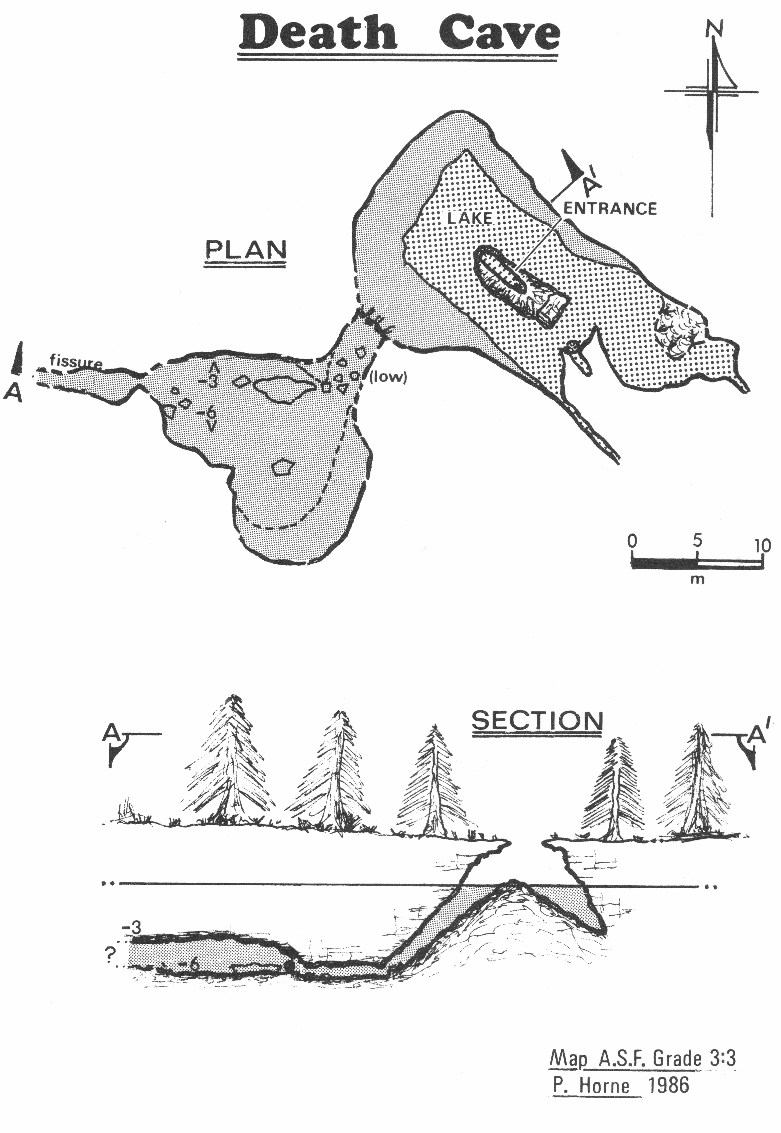 Death Cave
N
A'
ENTRANCE
LAKE
PLAN
fissure
A
-3
(low)
-6
0 5 10
m
SECTION
A
A'
-3
?
-6
Map A.S.F. Grade 3:3
P. Horne 1986